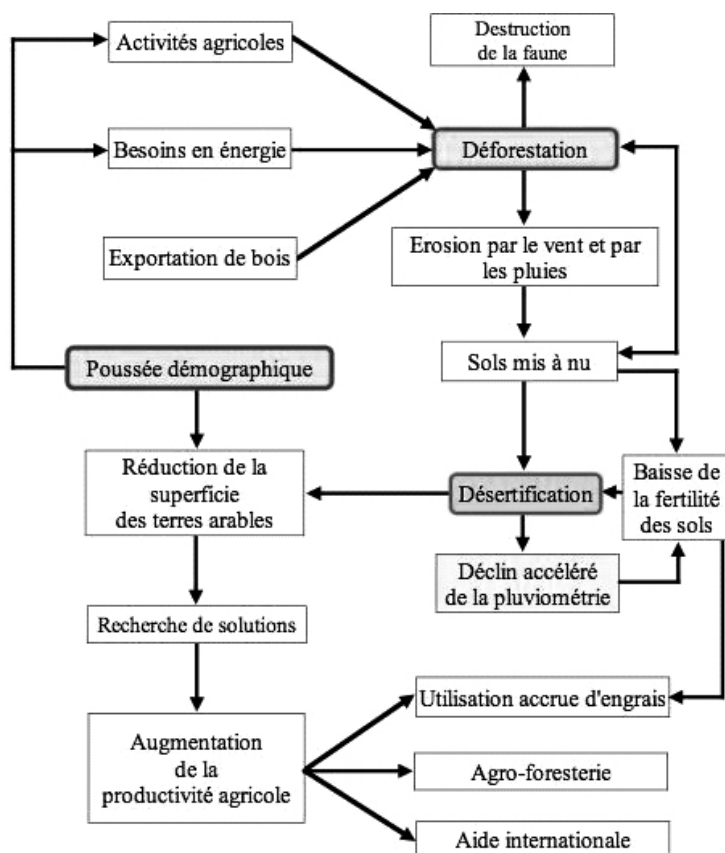 Activités agricoles
Destruction
de la faune
Besoins en énergie
Déforestation
Exportation de bois
Erosion par le vent et par
les pluies
Poussée démographique
Sols mis à nu
Réduction de la
superficie
des terres arables
Désertification
Baisse de
la fertilité
des sols
Déclin accéléré
de la pluviométrie
Recherche de solutions
Utilisation accrue d'engrais
Augmentation
de la
productivité agricole
Agro-foresterie
Aide internationale